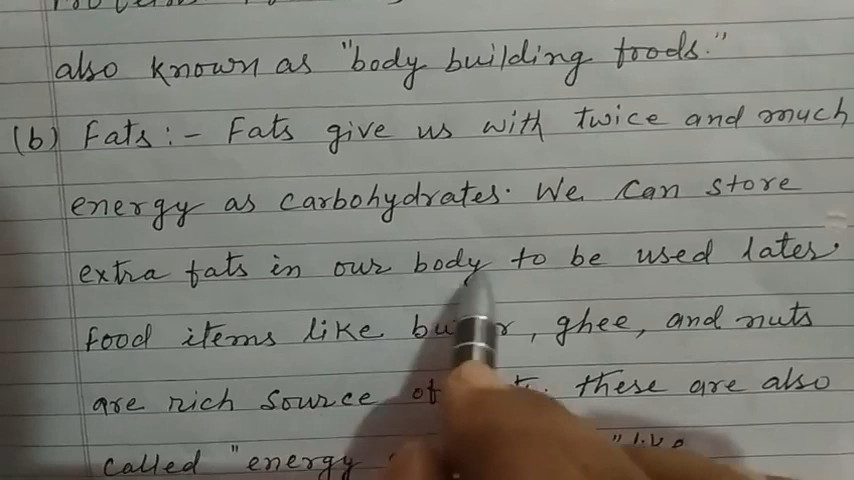 also known as "body building foods."
(b) Fats:- Fats give us with twice and much
energy as carbohydrates. We can store
extra fats in our body to be used later.
food items like , ghee, and nuts
are rich source of these are also
called "energy